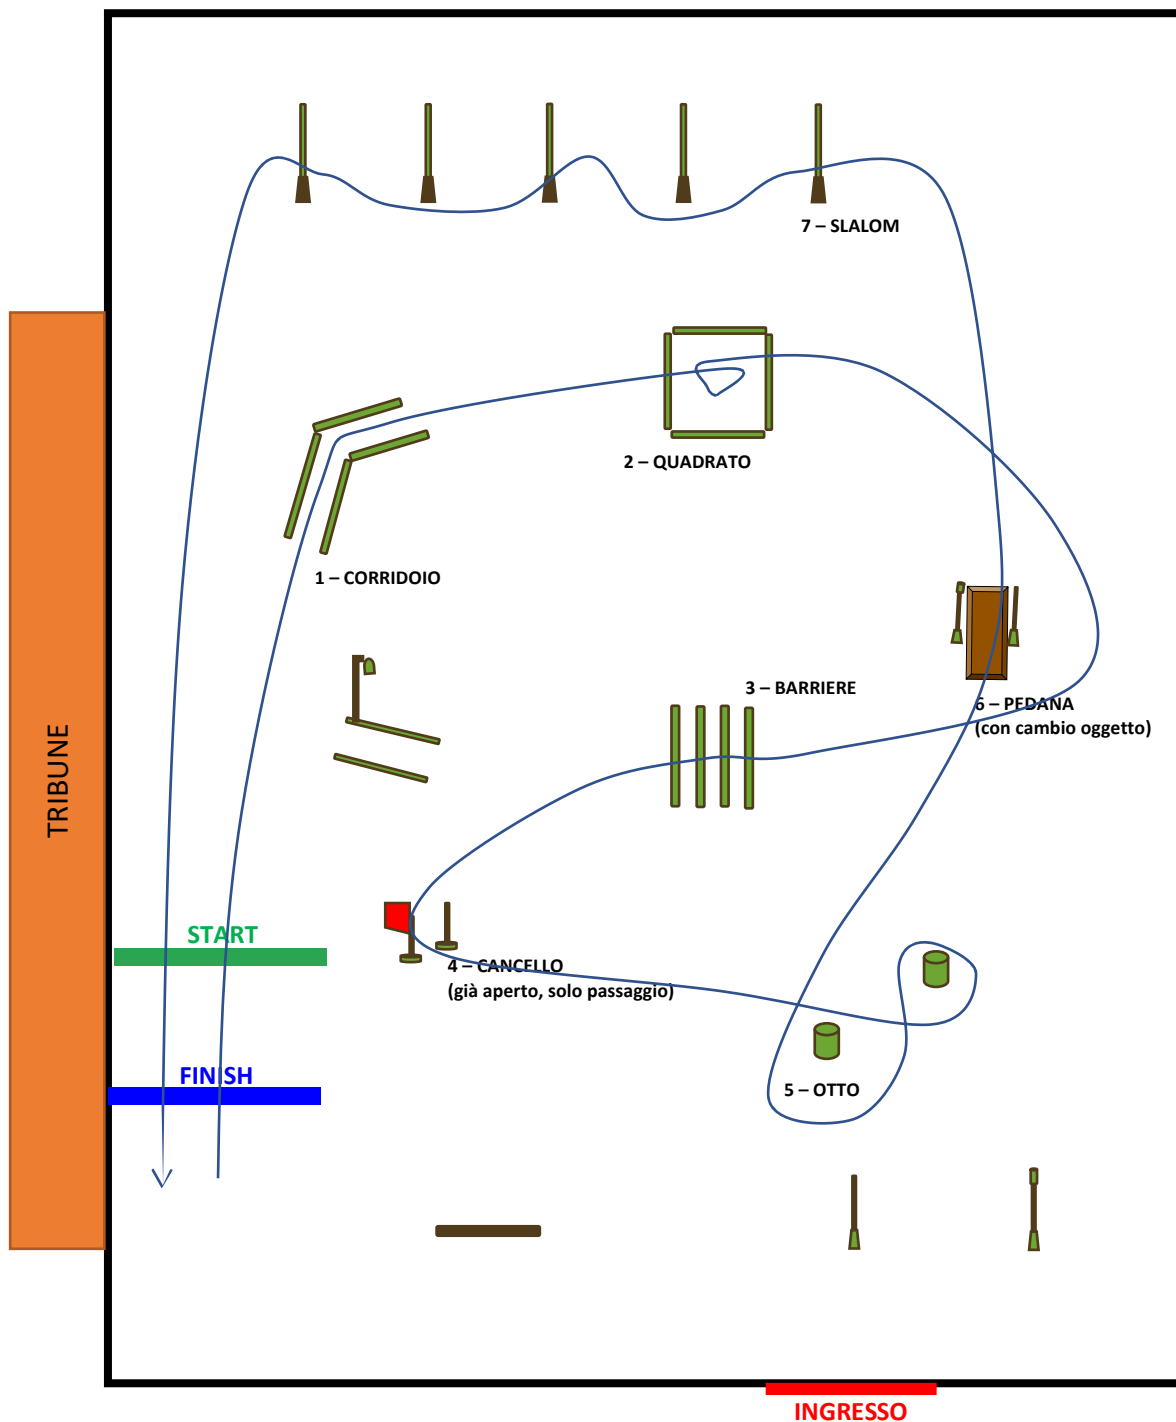 7 – SLALOM
2 – QUADRATO
1 – CORRIDOIO
3 – BARRIERE
6 – PEDANA
(con cambio oggetto)
TRIBUNE
START
4 – CANCELLO
(già aperto, solo passaggio)
FINISH
5 – OTTO
INGRESSO